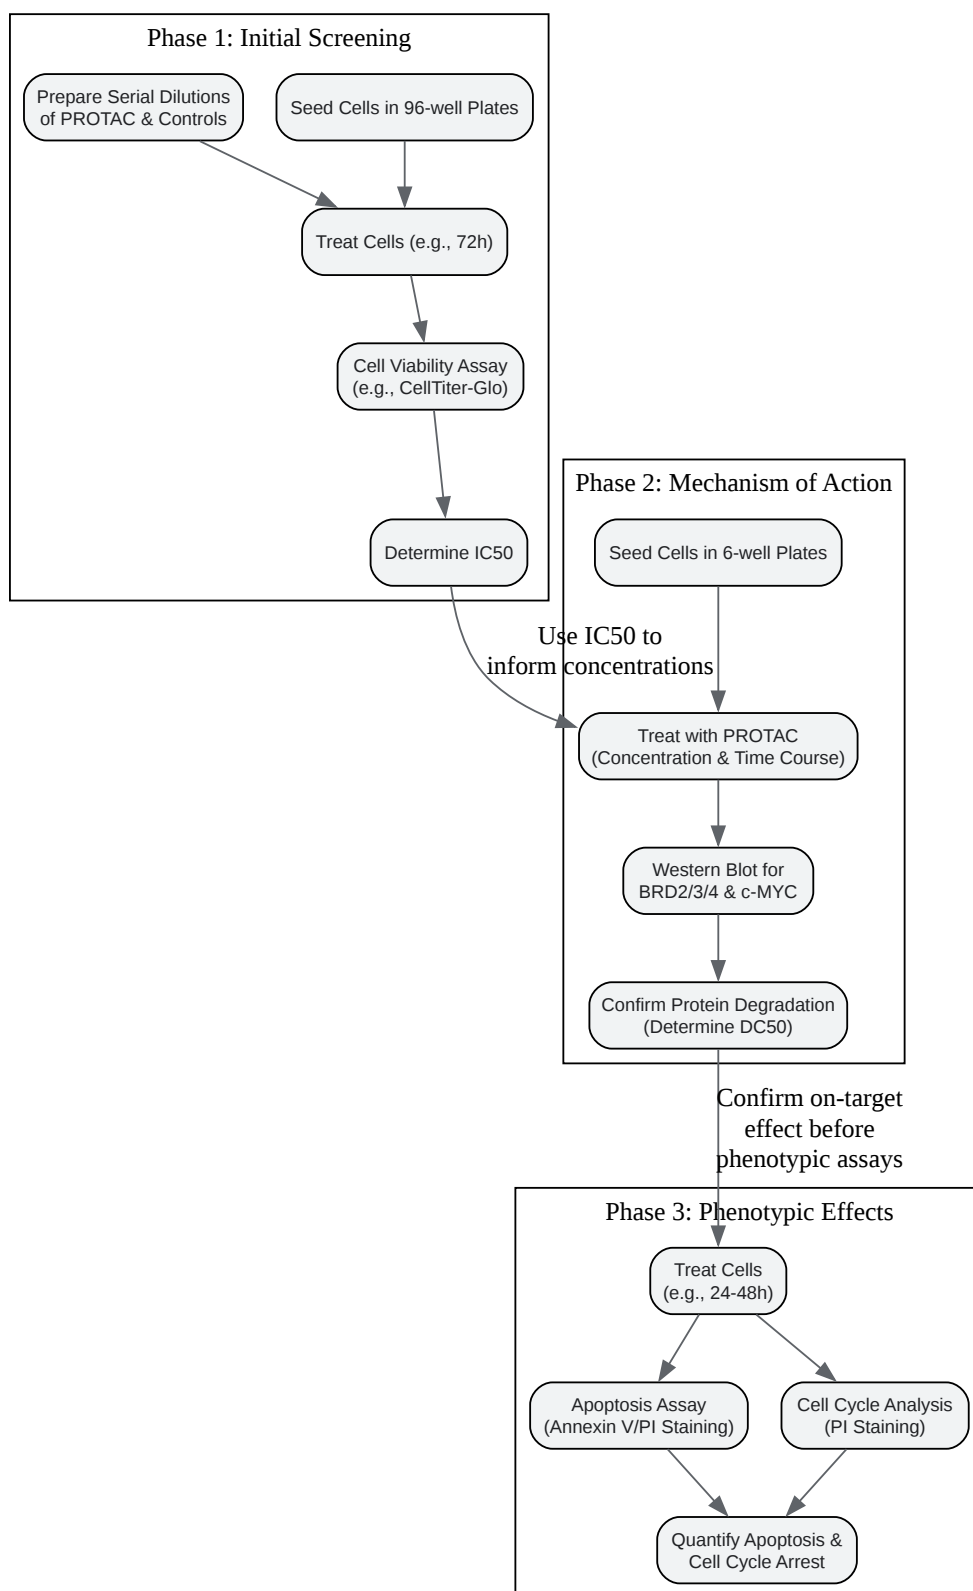 Phase 1: Initial Screening
Prepare Serial Dilutions
of PROTAC & Controls
Seed Cells in 96-well Plates
Treat Cells (e.g., 72h)
Cell Viability Assay
(e.g., CellTiter-Glo)
Determine IC50
Use IC50 to
inform concentrations
Phase 2: Mechanism of Action
Seed Cells in 6-well Plates
Treat with PROTAC
(Concentration & Time Course)
Western Blot for
BRD2/3/4 & c-MYC
Confirm Protein Degradation
(Determine DC50)
Confirm on-target
effect before
phenotypic assays
Phase 3: Phenotypic Effects
Treat Cells
(e.g., 24-48h)
Apoptosis Assay
(Annexin V/PI Staining)
Cell Cycle Analysis
(PI Staining)
Quantify Apoptosis &
Cell Cycle Arrest